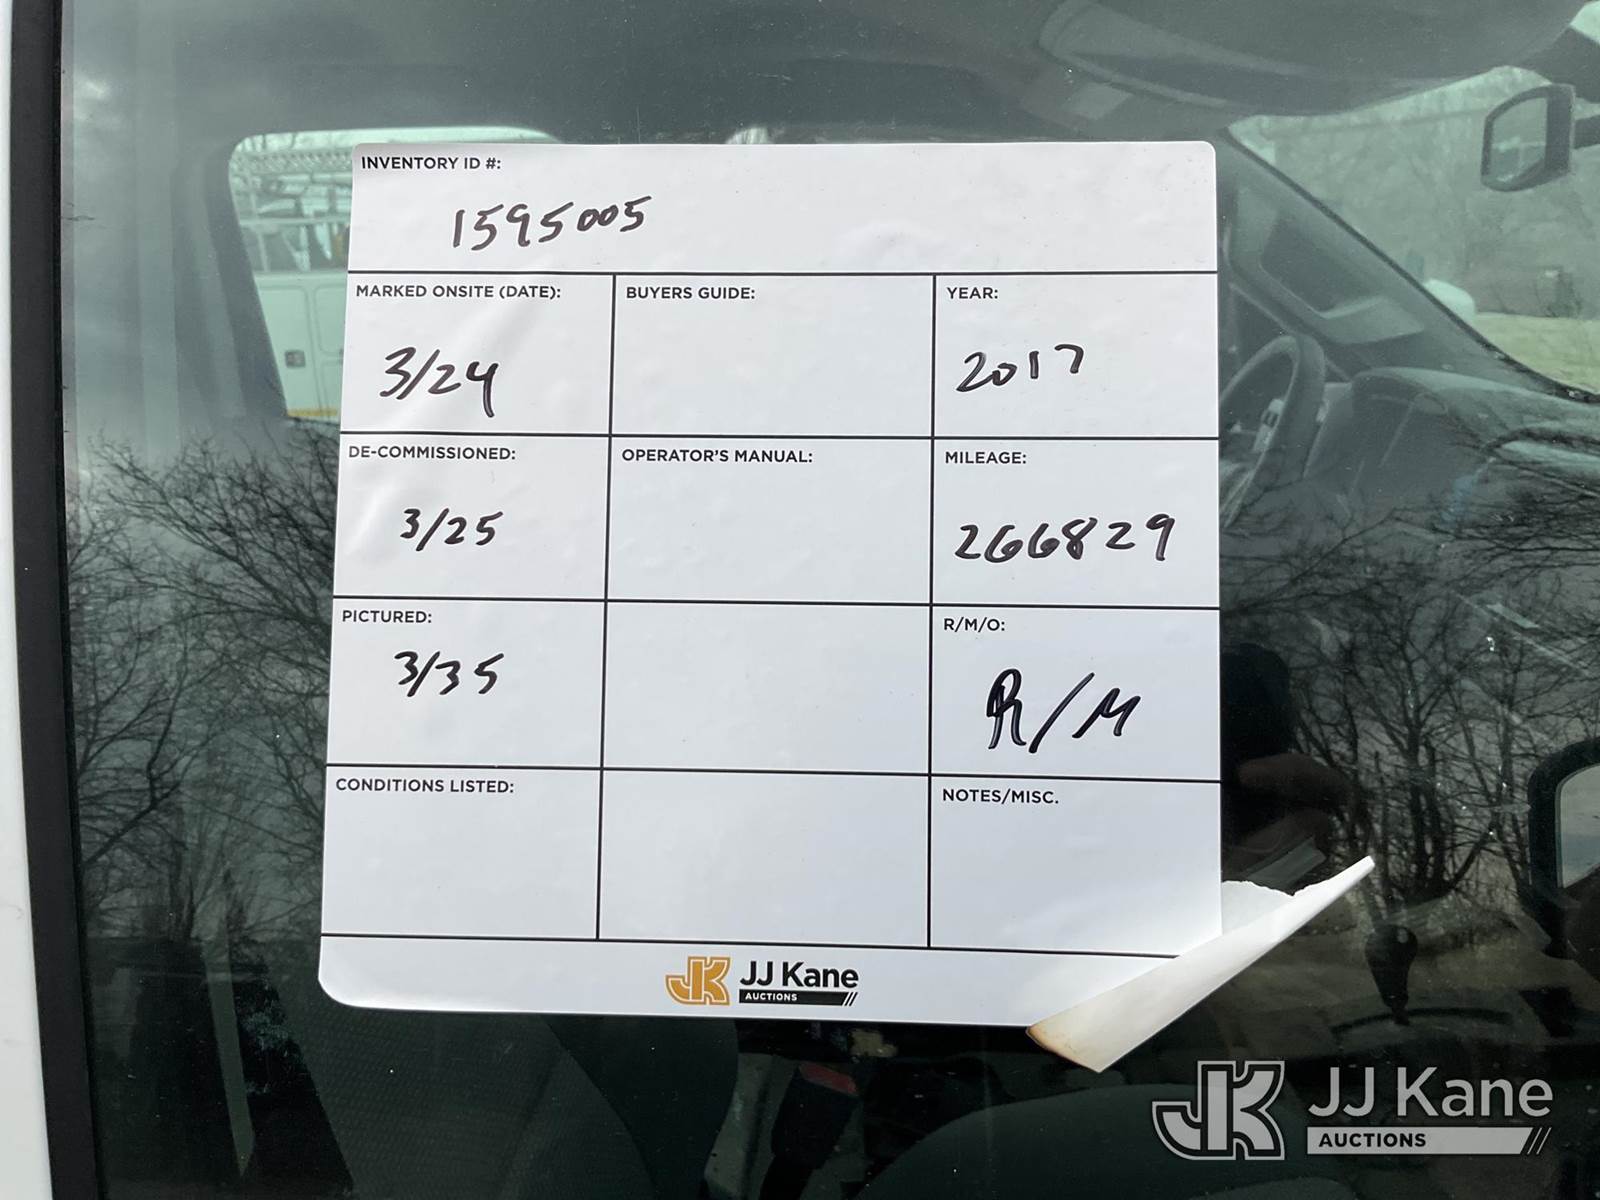 INVENTORY ID #:
1595005
MARKED ONSITE (DATE):
3/24
BUYERS GUIDE:
YEAR:
2017
DE-COMMISSIONED:
3/25
OPERATOR'S MANUAL:
MILEAGE:
266829
PICTURED:
3/35
R/M/O:
R/M
CONDITIONS LISTED:
NOTES/MISC.
JK JJ Kane
AUCTIONS
JK JJ Kane
AUCTIONS